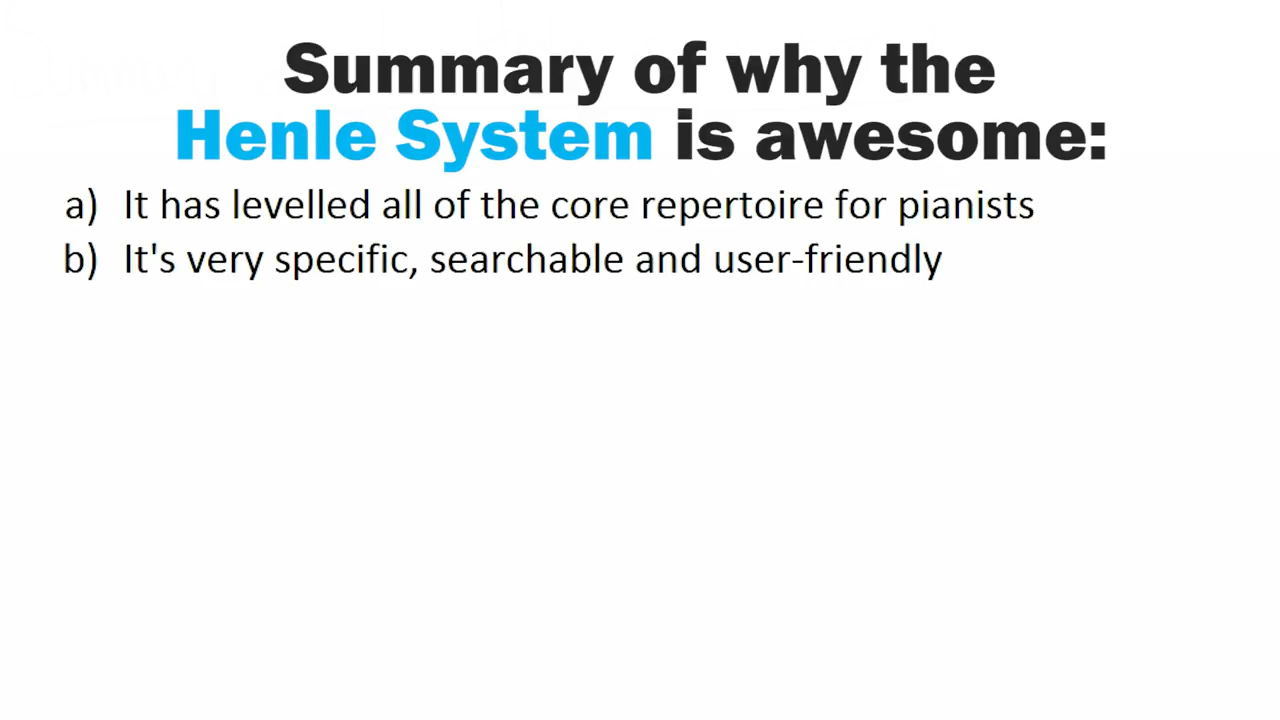 Summary of why the
Henle System is awesome:
a) It has levelled all of the core repertoire for pianists
b) It's very specific, searchable and user-friendly